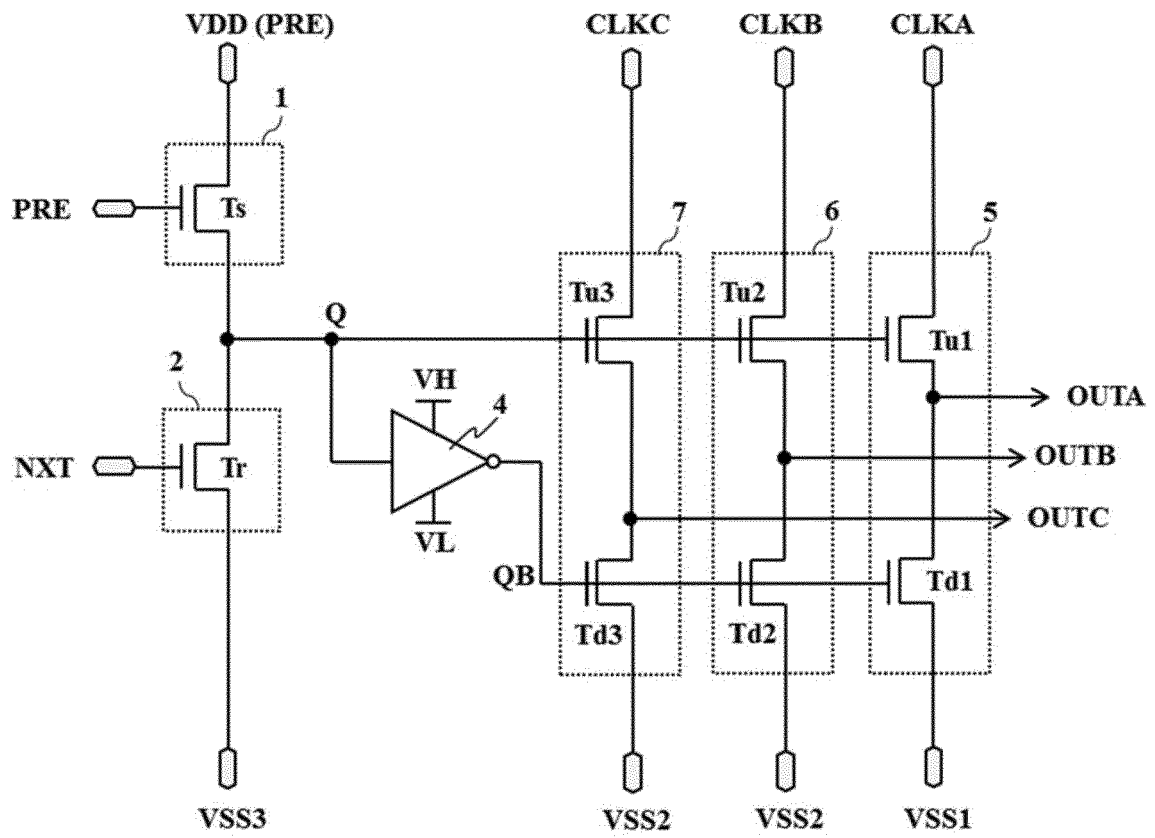 VDD (PRE)
CLKC
CLKB
CLKA
1
PRE
Ts
7
6
5
Tu3
Tu2
Tu1
Q
2
VH
4
OUTA
NXT
Tr
OUTB
VL
OUTC
QB
Td1
Td3
Td2
VSS3
VSS2
VSS2
VSS1